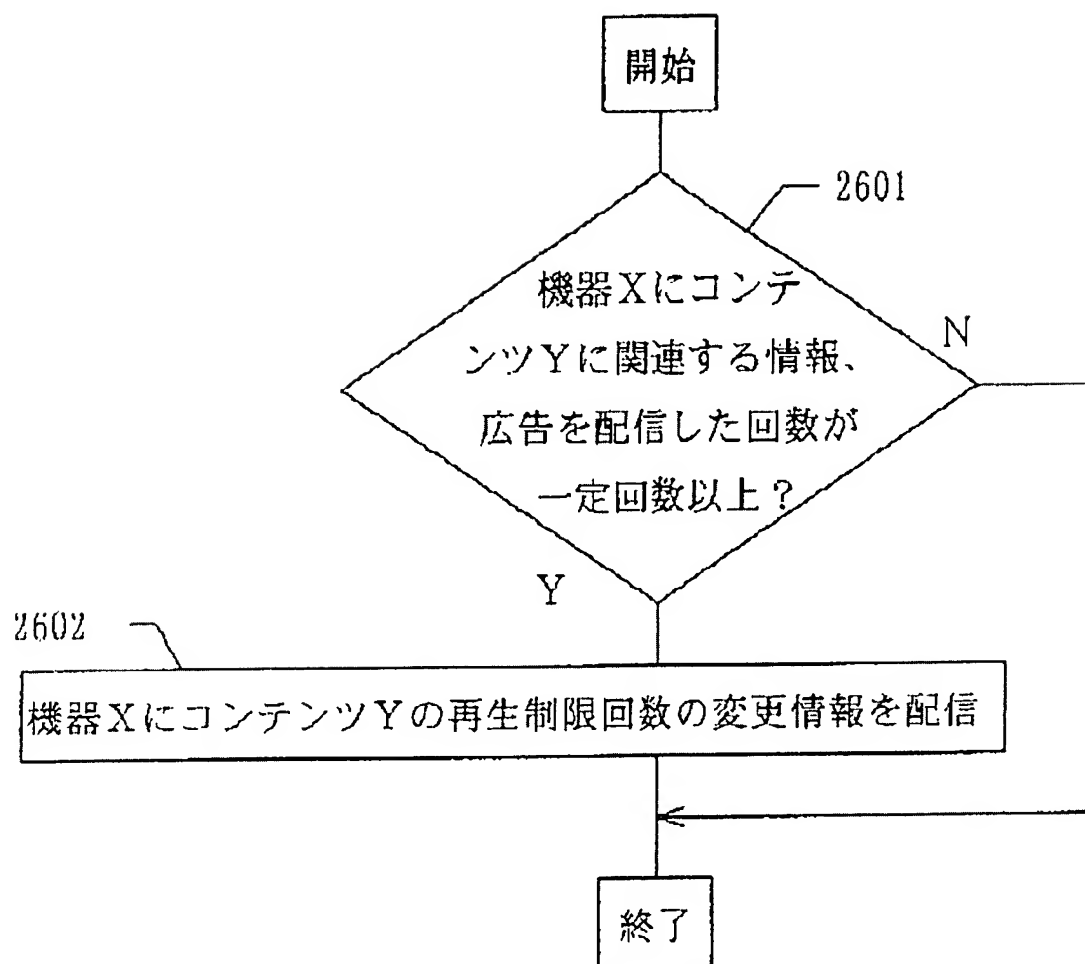 開始
2601
機器Xにコンテ
ンツYに関連する情報、
広告を配信した回数が
一定回数以上?
N
Y
2602
機器XにコンテンツYの再生制限回数の変更情報を配信
終了